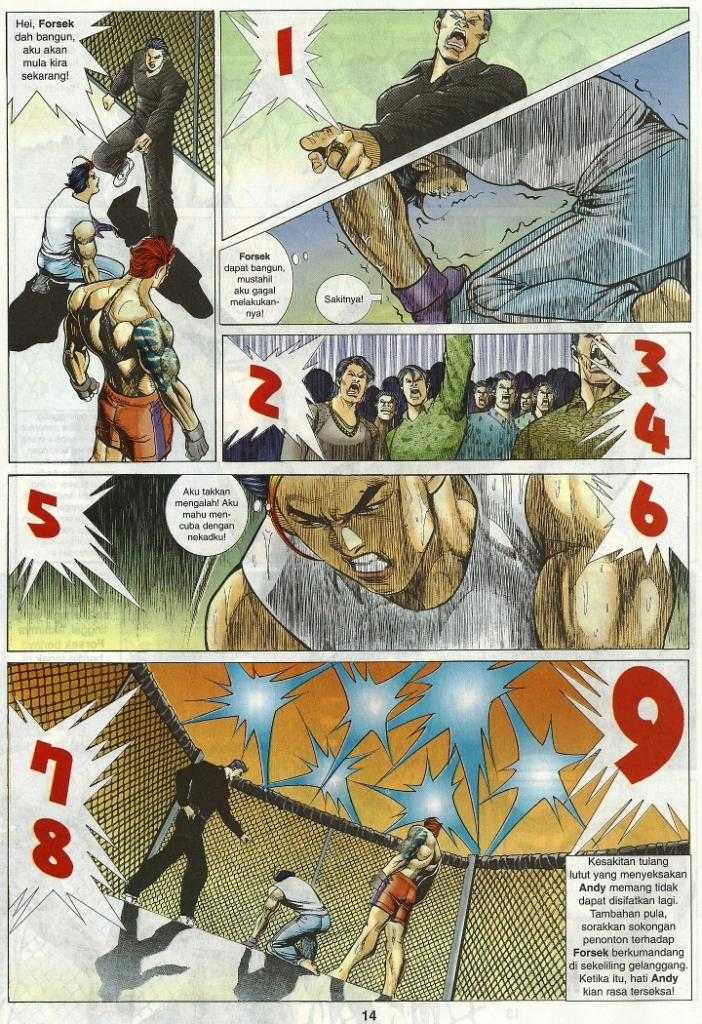 Hei, Forsek
dah bangun,
aku akan
mula kira
sekarang!
1
Forsek
dapat bangun,
mustahil
aku gagal
melakukan-
nya!
Sakitnya!
2
3
4
5
Aku takkan
mengalah! Aku
mahu men-
cuba dengan
nekadku!
6
7
8
9
Kesakitan tulang
lutut yang menyeksakan
Andy memang tidak
dapat disifatkan lagi.
Tambahan pula,
sorakkan sokongan
penonton terhadap
Forsek berkumandang
di sekeliling gelanggang.
Ketika itu, hati Andy
kian rasa terseksa!
14